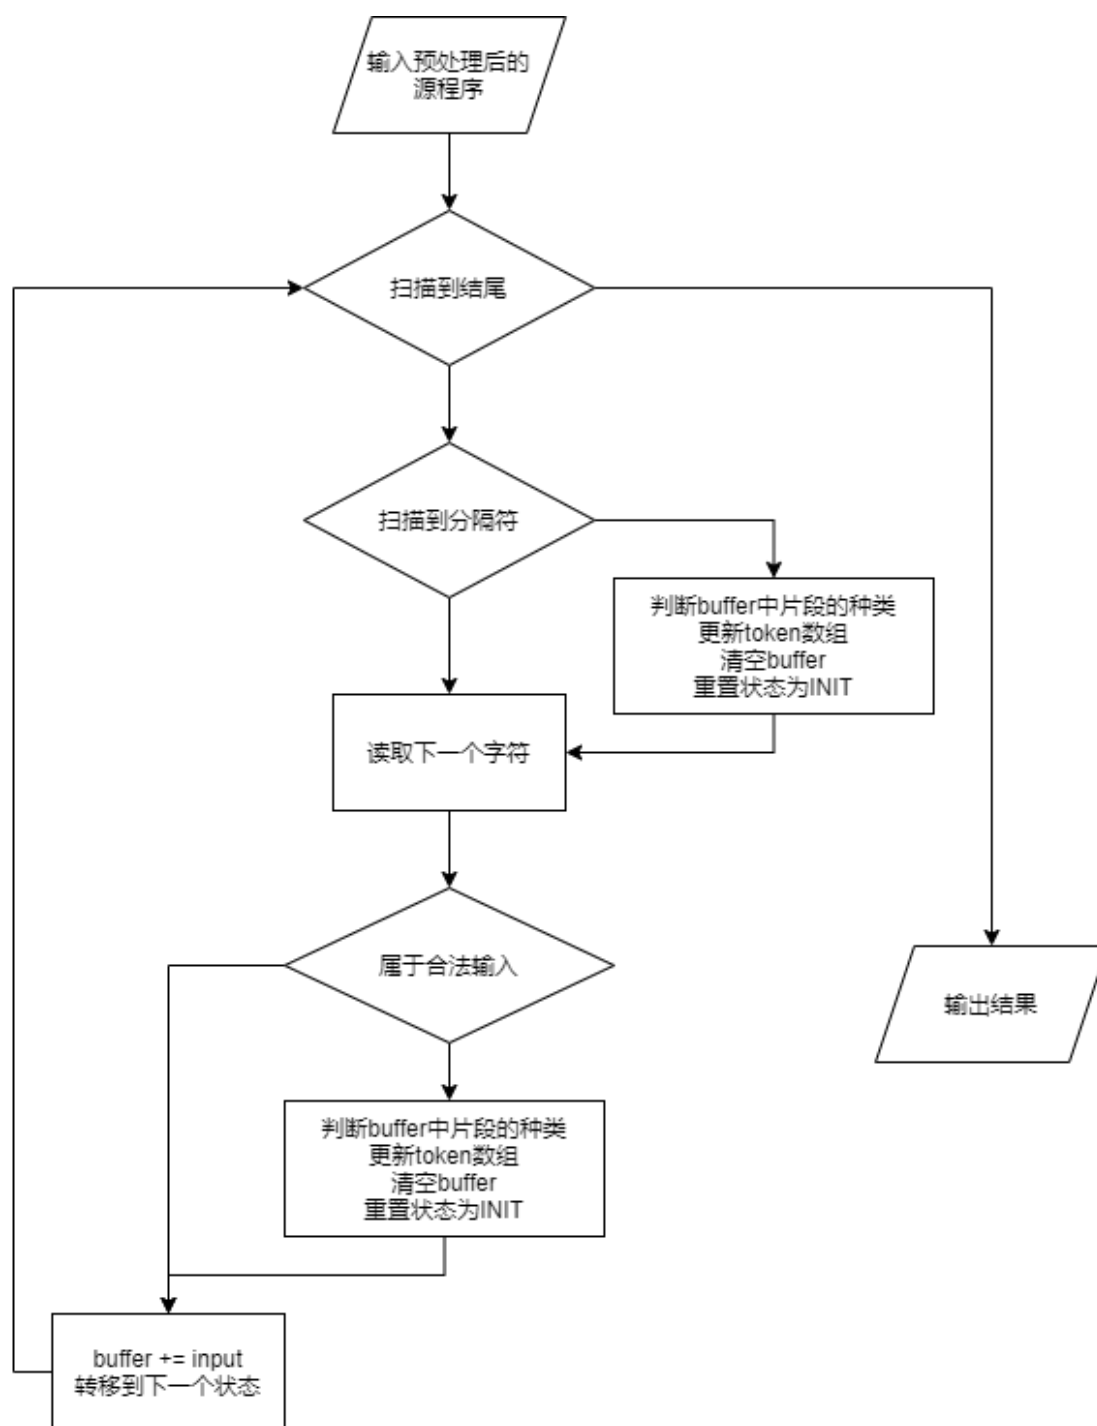 输入预处理后的
源程序
扫描到结尾
扫描到分隔符
判断buffer中片段的种类
更新token数组
清空buffer
重置状态为INIT
读取下一个字符
属于合法输入
输出结果
判断buffer中片段的种类
更新token数组
清空buffer
重置状态为INIT
buffer += input
转移到下一个状态